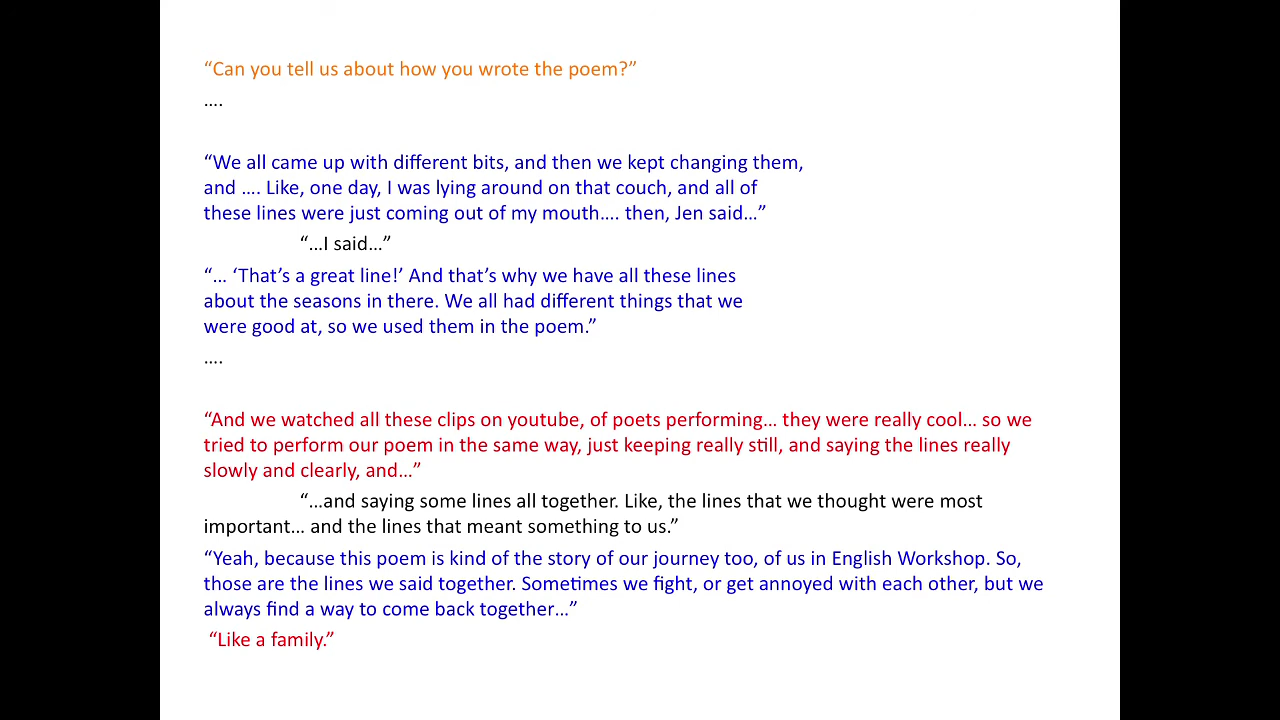 “Can you tell us about how you wrote the poem?”
….
“We all came up with different bits, and then we kept changing them,
and …. Like, one day, I was lying around on that couch, and all of
these lines were just coming out of my mouth…. then, Jen said…”
“…I said…”
“… ‘That’s a great line!’ And that’s why we have all these lines
about the seasons in there. We all had different things that we
were good at, so we used them in the poem.”
….
“And we watched all these clips on youtube, of poets performing… they were really cool… so we
tried to perform our poem in the same way, just keeping really still, and saying the lines really
slowly and clearly, and…”
“…and saying some lines all together. Like, the lines that we thought were most
important… and the lines that meant something to us.”
“Yeah, because this poem is kind of the story of our journey too, of us in English Workshop. So,
those are the lines we said together. Sometimes we fight, or get annoyed with each other, but we
always find a way to come back together…”
“Like a family.”